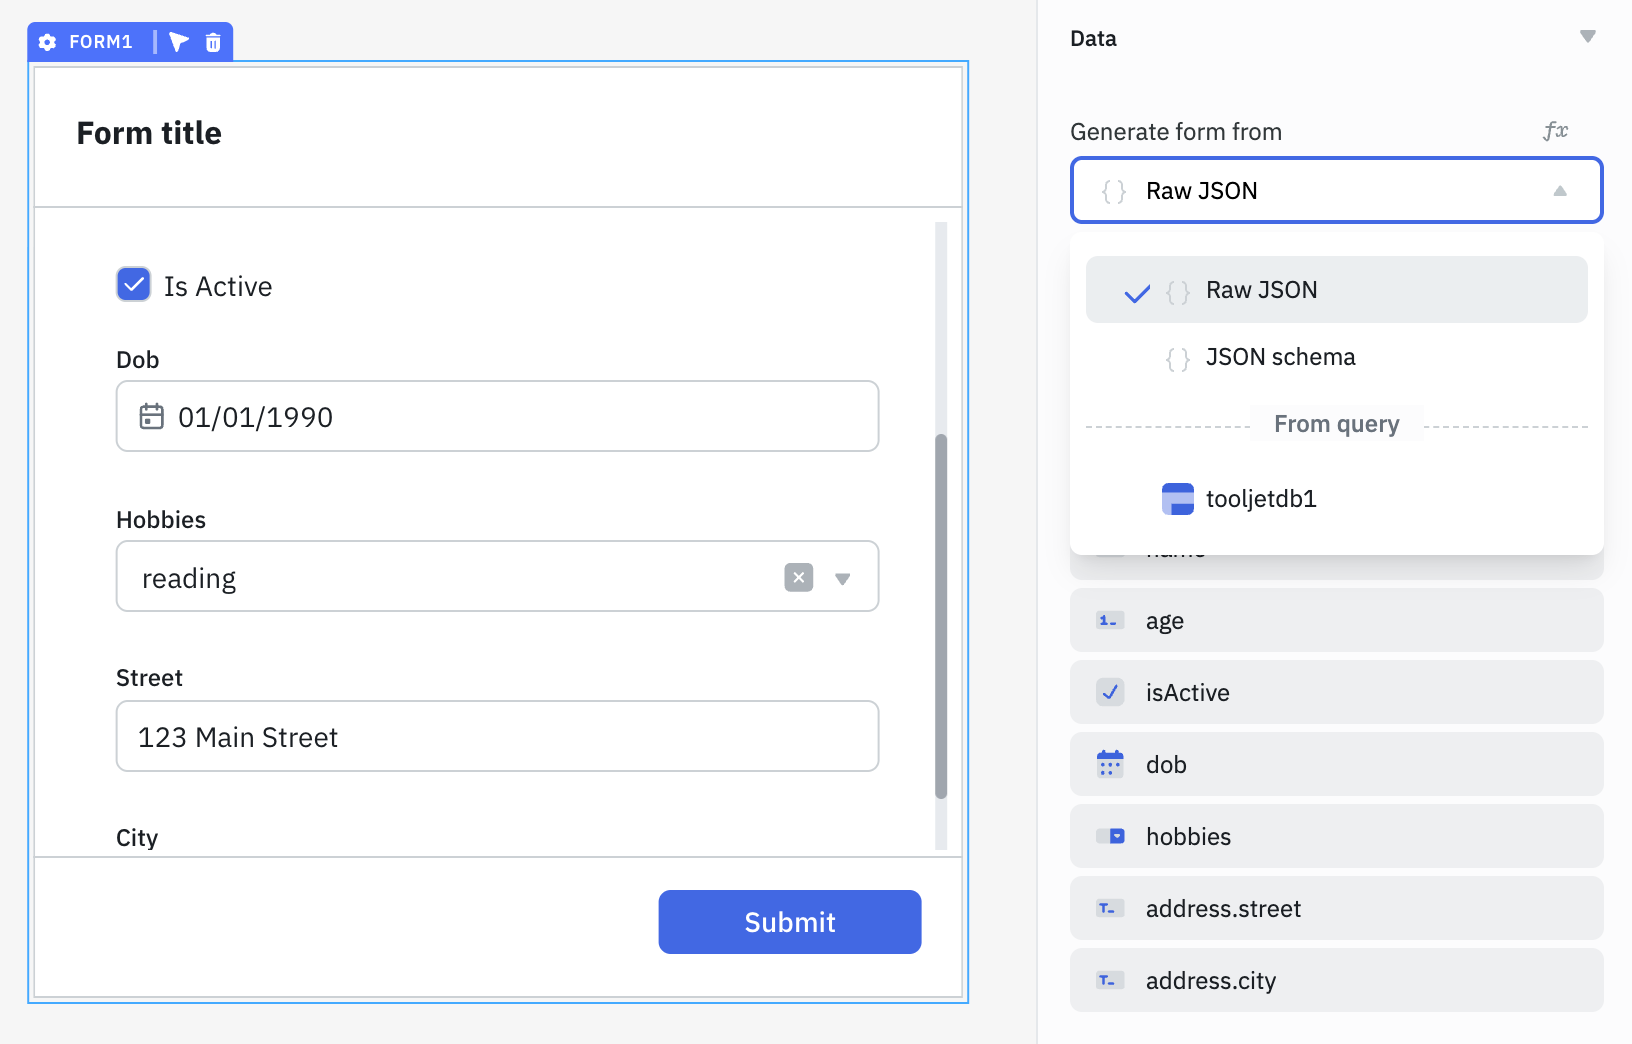 FORM1
Form title
Is Active
Dob
01/01/1990
Hobbies
reading
Street
123 Main Street
City
Submit
Data
Generate form from
fx
Raw JSON
Raw JSON
JSON schema
From query
tooljetdb1
name
age
isActive
dob
hobbies
address.street
address.city